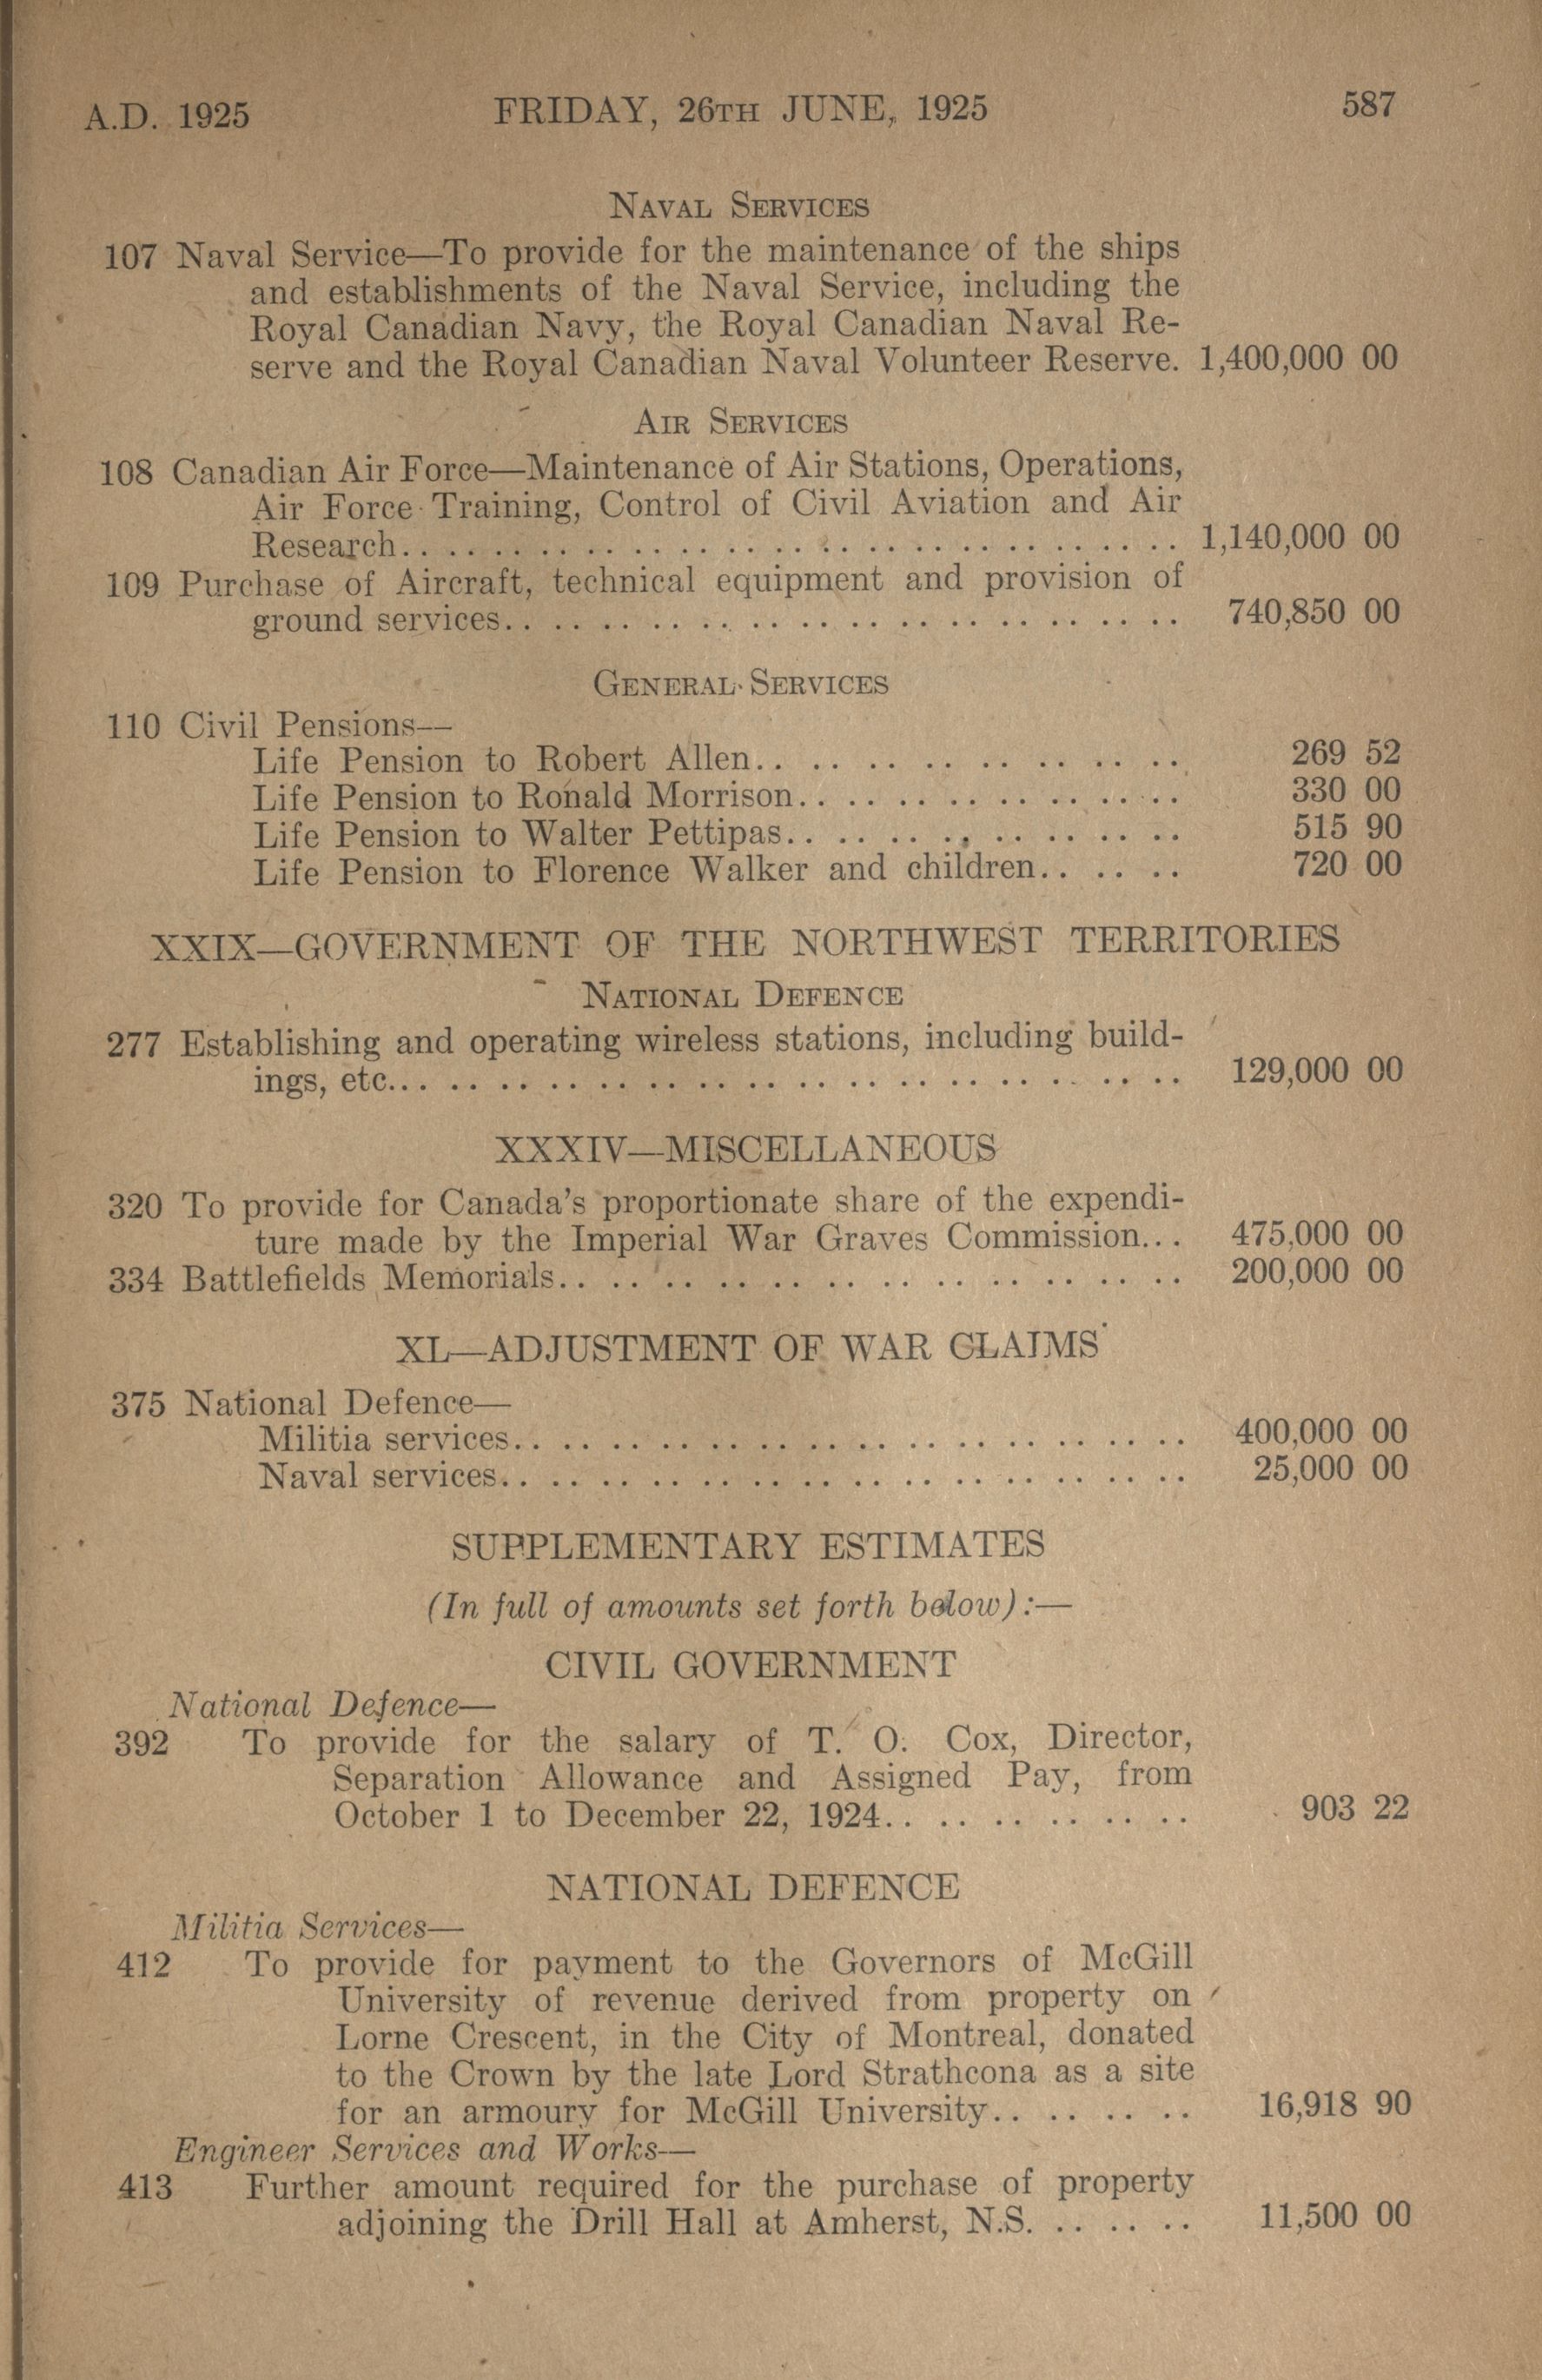 A.D. 1925 FRIDAY, 26TH JUNE, 1925 587
NAVAL SERVICES
107 Naval Service—To provide for the maintenance of the ships
and establishments of the Naval Service, including the
Royal Canadian Navy, the Royal Canadian Naval Re-
serve and the Royal Canadian Naval Volunteer Reserve. 1,400,000 00
AIR SERVICES
108 Canadian Air Force—Maintenance of Air Stations, Operations,
Air Force Training, Control of Civil Aviation and Air
Research.. .. .. .. .. .. .. .. .. .. .. .. .. .. .. .. 1,140,000 00
109 Purchase of Aircraft, technical equipment and provision of
ground services.. .. .. .. .. .. .. .. .. .. .. .. .. .. 740,850 00
GENERAL SERVICES
110 Civil Pensions—
Life Pension to Robert Allen.. .. .. .. .. .. .. .. 269 52
Life Pension to Ronald Morrison.. .. .. .. .. .. .. .. 330 00
Life Pension to Walter Pettipas.. .. .. .. .. .. .. .. 515 90
Life Pension to Florence Walker and children.. .. .. 720 00
XXIX—GOVERNMENT OF THE NORTHWEST TERRITORIES
NATIONAL DEFENCE
277 Establishing and operating wireless stations, including build-
ings, etc.. .. .. .. .. .. .. .. .. .. .. .. .. .. .. .. 129,000 00
XXXIV—MISCELLANEOUS
320 To provide for Canada's proportionate share of the expendi-
ture made by the Imperial War Graves Commission... 475,000 00
334 Battlefields Memorials.. .. .. .. .. .. .. .. .. .. .. .. 200,000 00
XL—ADJUSTMENT OF WAR CLAIMS
375 National Defence—
Militia services.. .. .. .. .. .. .. .. .. .. .. .. .. .. 400,000 00
Naval services.. .. .. .. .. .. .. .. .. .. .. .. .. .. 25,000 00
SUPPLEMENTARY ESTIMATES
(In full of amounts set forth below):—
CIVIL GOVERNMENT
National Defence—
392 To provide for the salary of T. O. Cox, Director,
Separation Allowance and Assigned Pay, from
October 1 to December 22, 1924.. .. .. .. .. .. 903 22
NATIONAL DEFENCE
Militia Services—
412 To provide for payment to the Governors of McGill
University of revenue derived from property on
Lorne Crescent, in the City of Montreal, donated
to the Crown by the late Lord Strathcona as a site
for an armoury for McGill University.. .. .. .. 16,918 90
Engineer Services and Works—
413 Further amount required for the purchase of property
adjoining the Drill Hall at Amherst, N.S. .. .. .. 11,500 00